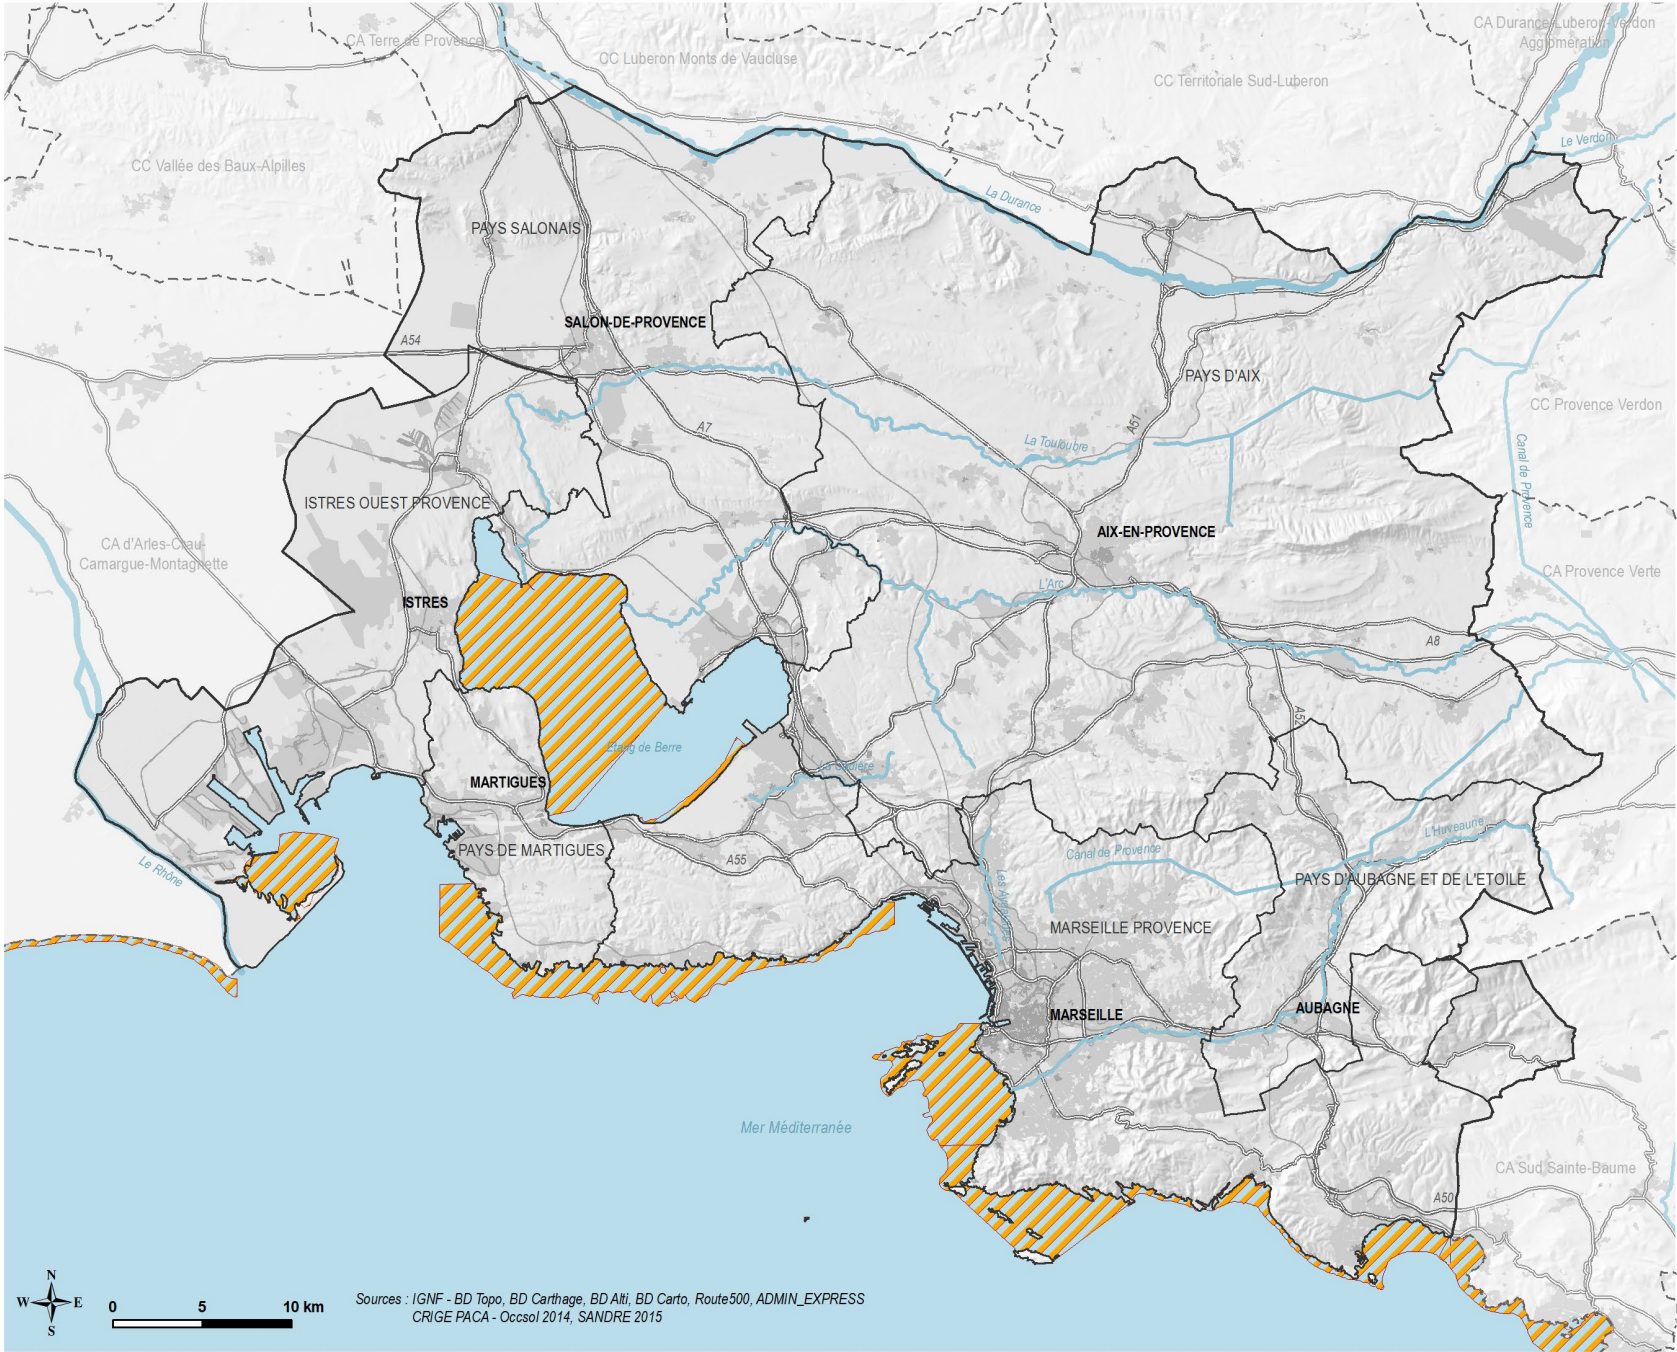 CA Durance-Luberon-Verdon
Agglomération
CA Terre de Provence
CC Luberon Monts de Vaucluse
CC Territoriale Sud-Luberon
Le Verdon
CC Vallée des Baux-Alpilles
La Durance
PAYS SALONAIS
SALON-DE-PROVENCE
A54
PAYS D'AIX
CC Provence Verdon
A51
A7
La Touloubre
Canal de Provence
ISTRES OUEST PROVENCE
AIX-EN-PROVENCE
CA d'Arles-Crau-
Camargue-Montagnette
CA Provence Verte
L'Arc
ISTRES
A8
A52
Etang de Berre
La Cadière
MARTIGUES
L'Huveaune
PAYS DE MARTIGUES
A55
Canal de Provence
Le Rhône
Les Aygalades
PAYS D'AUBAGNE ET DE L'ETOILE
MARSEILLE PROVENCE
AUBAGNE
MARSEILLE
Mer Méditerranée
CA Sud Sainte-Baume
A50
N
W E
S
0 5 10 km
Sources : IGNF - BD Topo, BD Carthage, BD Alti, BD Carto, Route500, ADMIN_EXPRESS
CRIGE PACA - Occsol 2014, SANDRE 2015